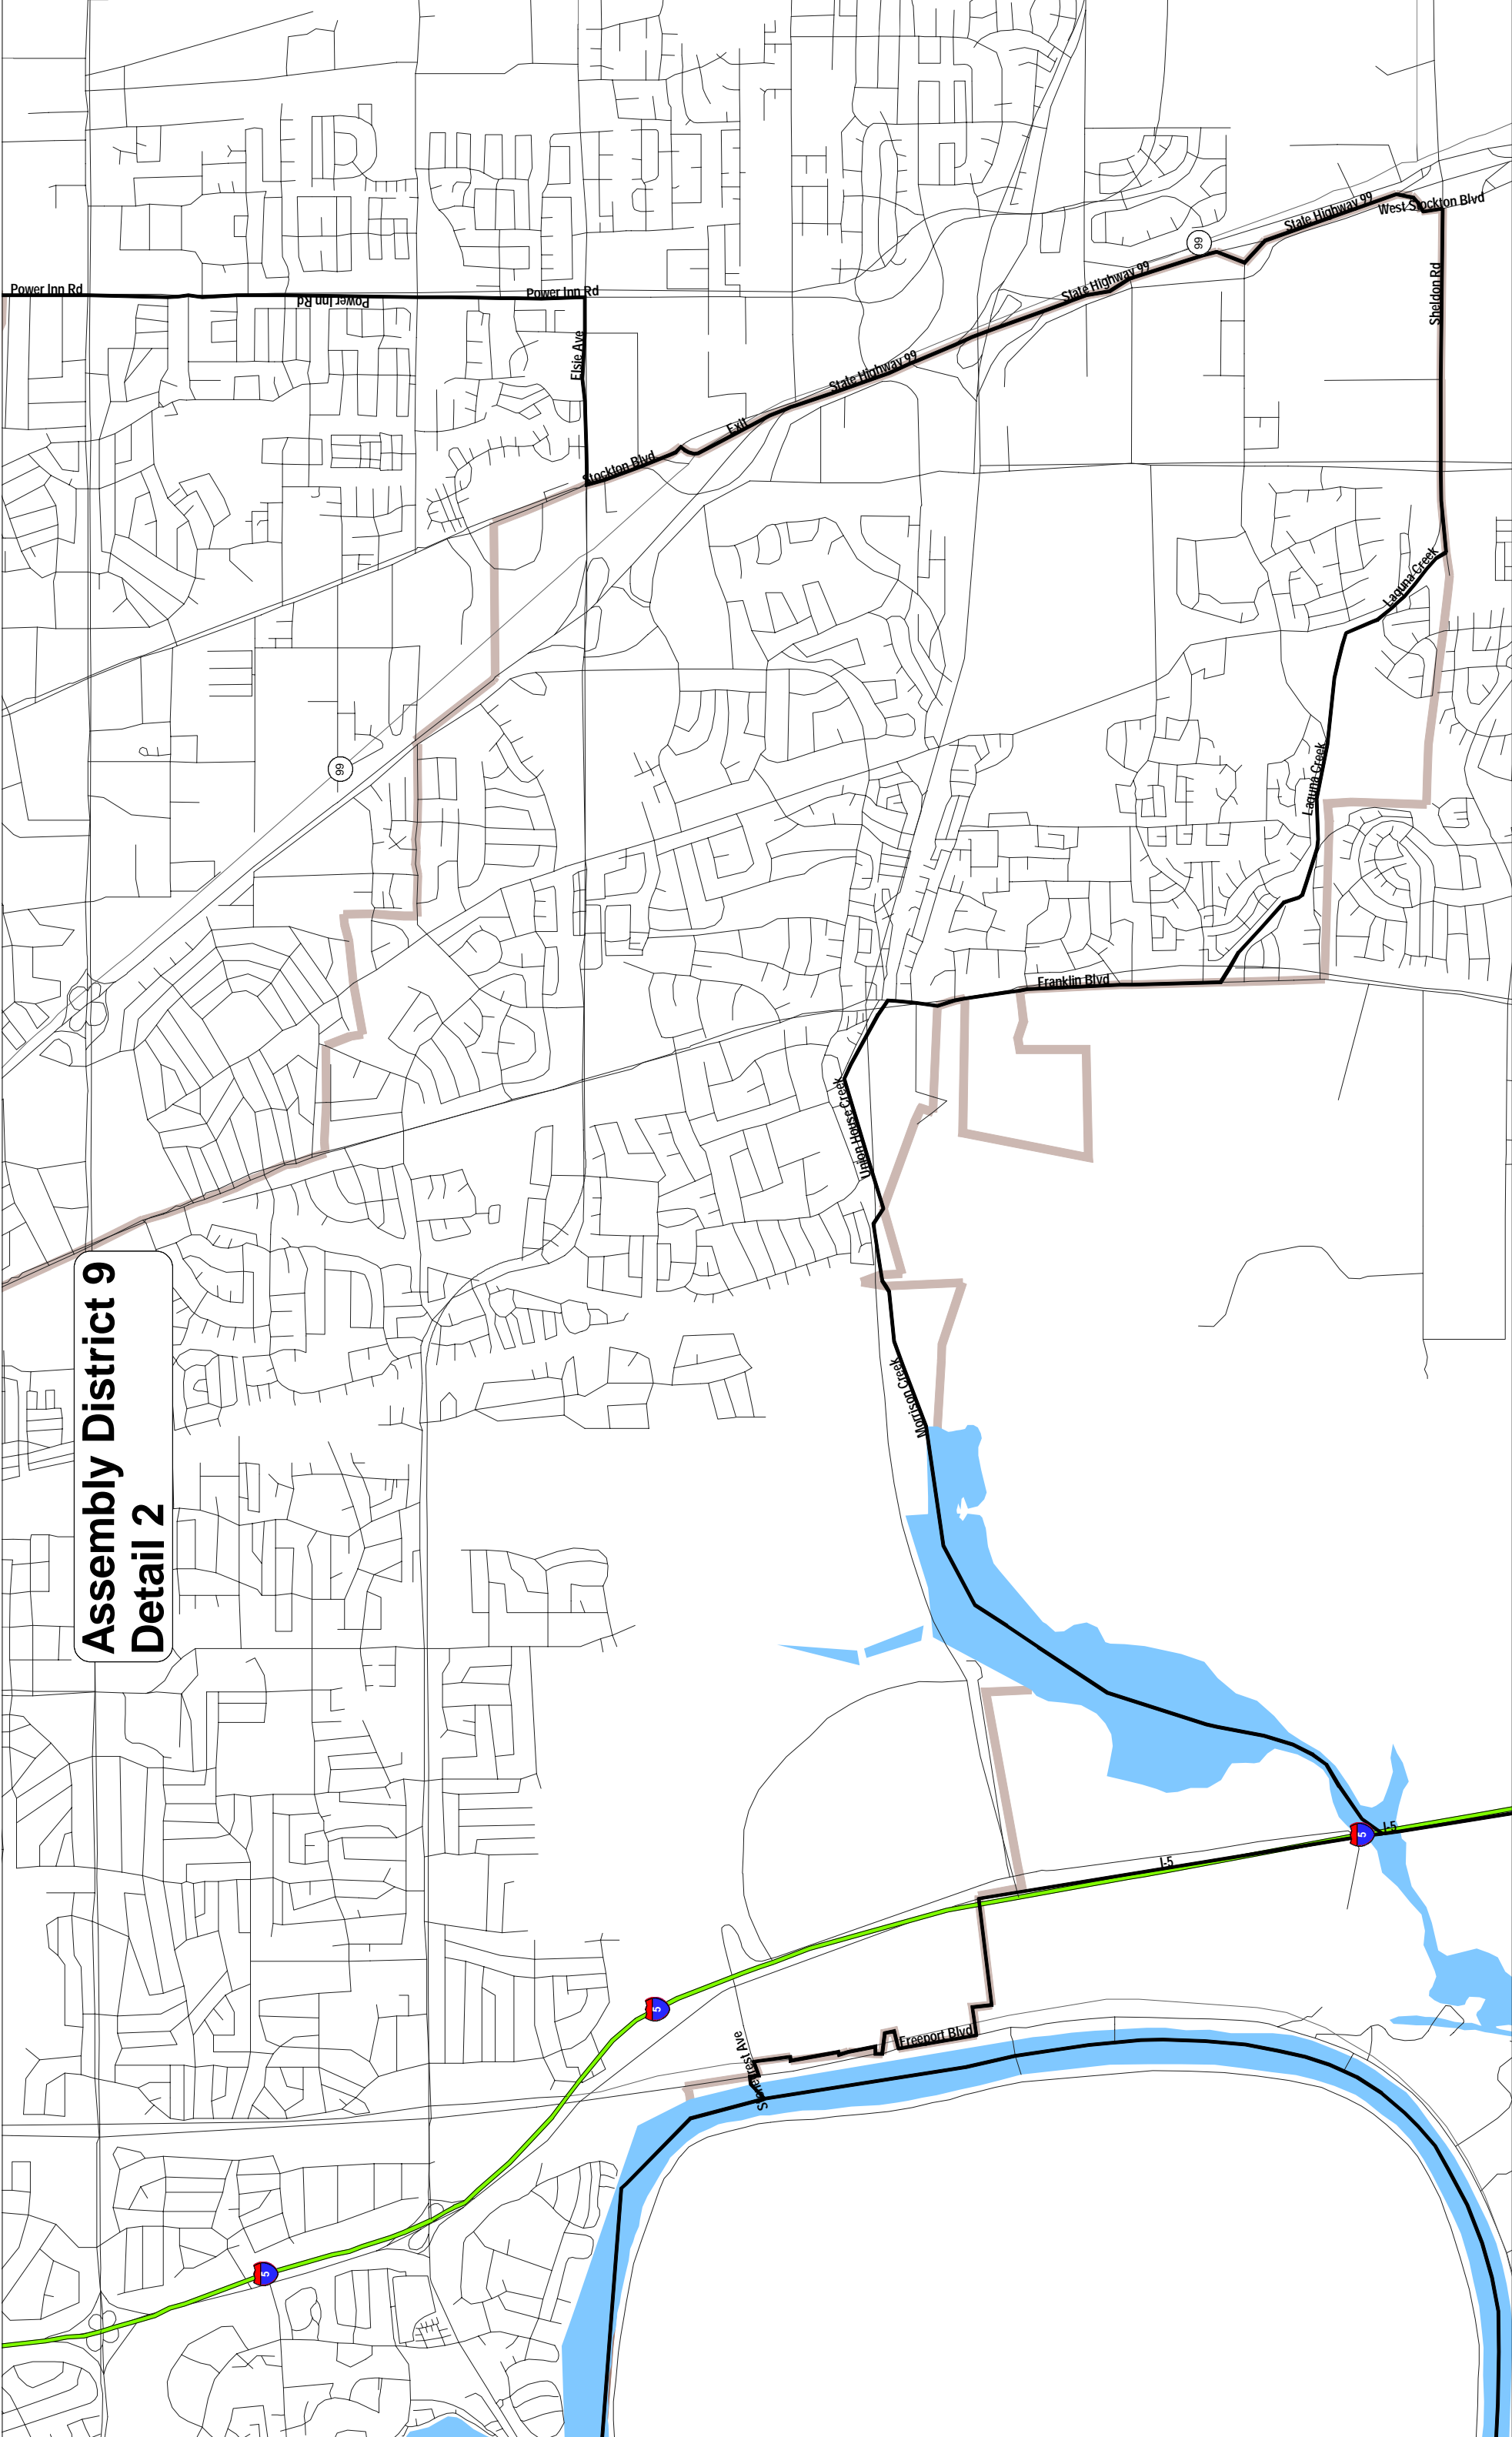 Assembly District 9
Detail 2
Power Inn Rd
Power Inn Rd
Power Inn Rd
Elsie Ave
Stockton Blvd
Exit
State Highway 99
State Highway 99
99
State Highway 99
West Stockton Blvd
Sheldon Rd
Laguna Creek
Laguna Creek
99
Franklin Blvd
Union House Creek
Morrison Creek
I-5
5
I-5
5
Freeport Blvd
Stonecrest Ave
5